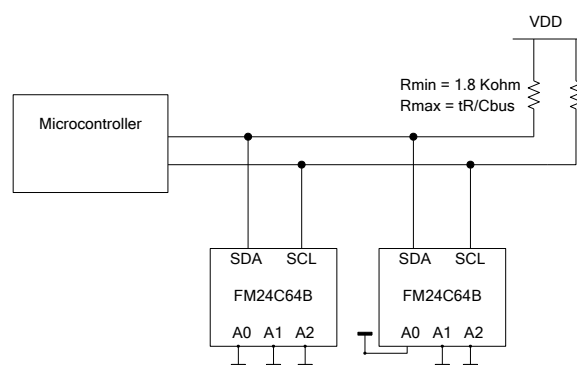 VDD
Rmin = 1.8 Kohm
Rmax = tR/Cbus
Microcontroller
SDA SCL
FM24C64B
A0 A1 A2
SDA SCL
FM24C64B
A0 A1 A2